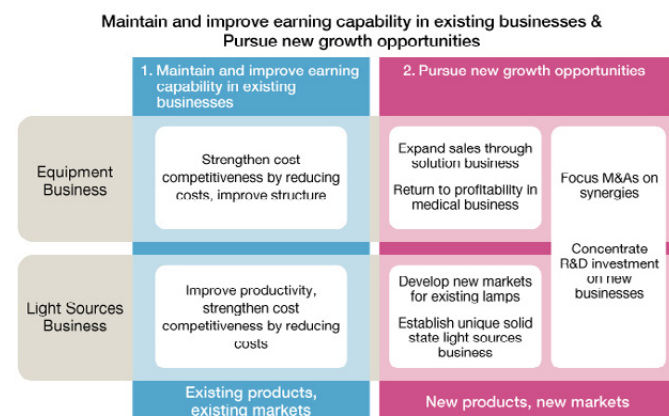 Maintain and improve earning capability in existing businesses &
Pursue new growth opportunities
1. Maintain and improve earning
capability in existing
businesses
2. Pursue new growth opportunities
Equipment
Business
Strengthen cost
competitiveness by reducing
costs, improve structure
Expand sales through
solution business
Return to profitability in
medical business
Focus M&As on
synergies
Concentrate
R&D investment
on new
businesses
Light Sources
Business
Improve productivity,
strengthen cost
competitiveness by reducing
costs
Develop new markets
for existing lamps
Establish unique solid
state light sources
business
Existing products,
existing markets
New products, new markets